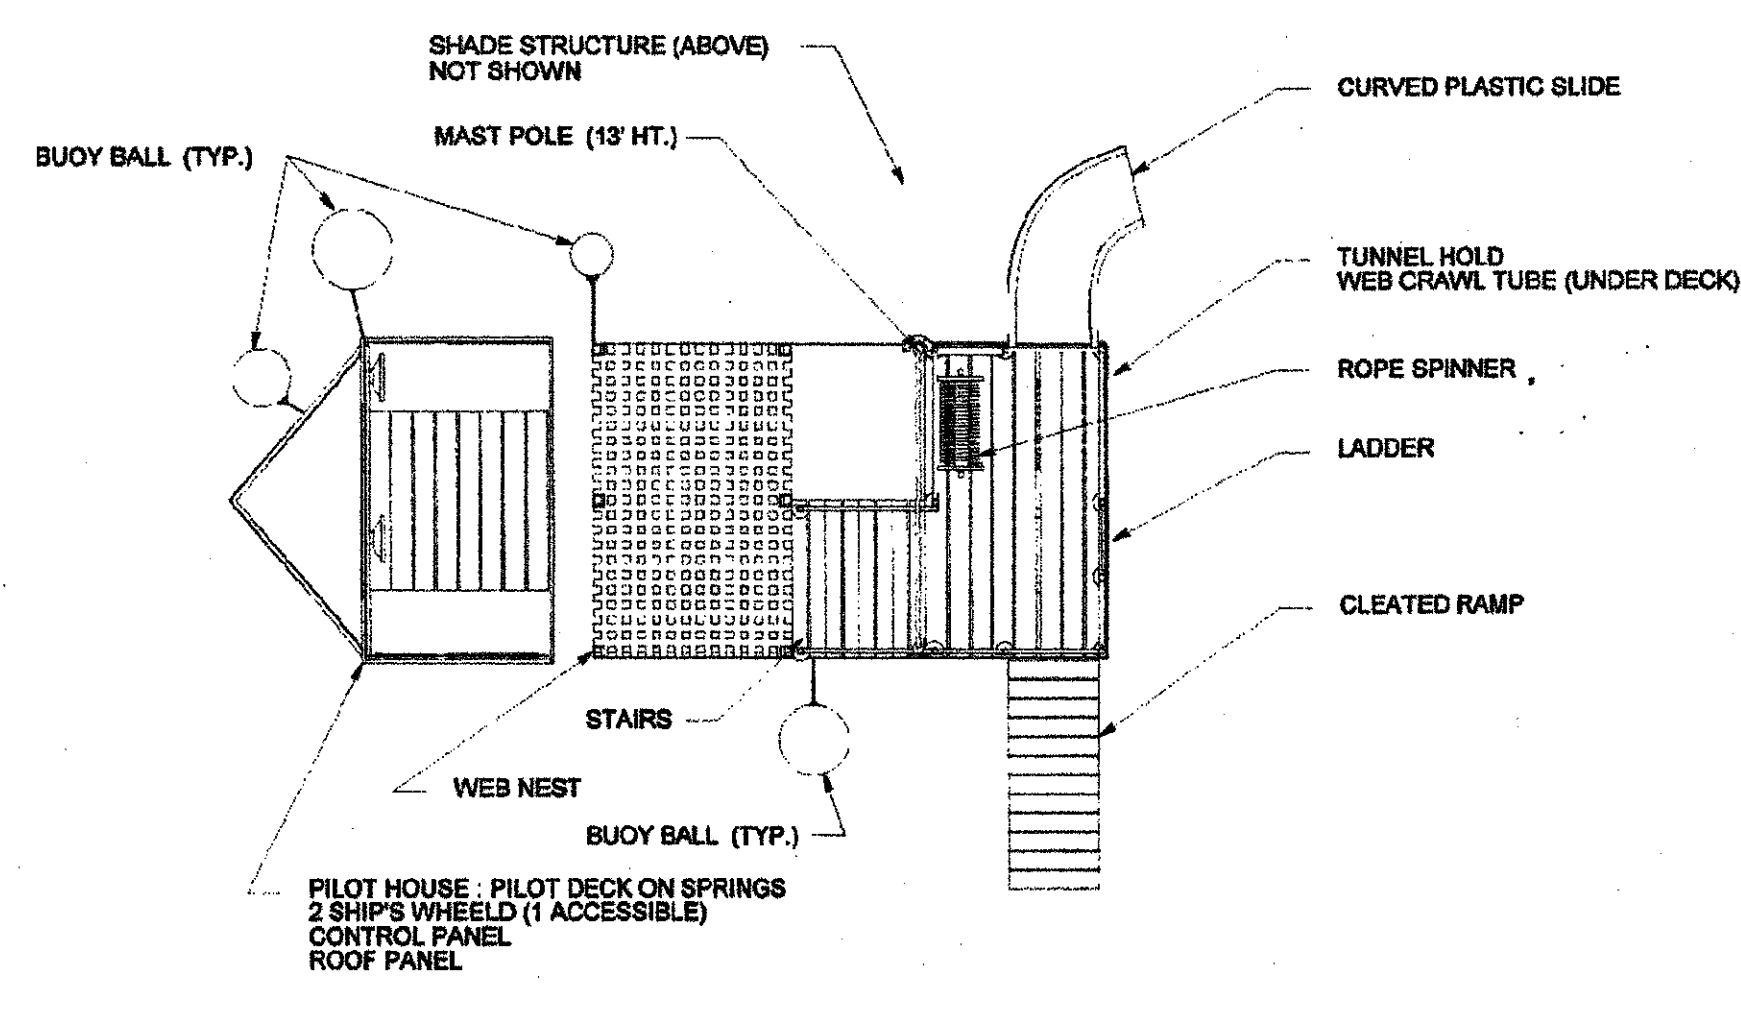 SHADE STRUCTURE (ABOVE)
NOT SHOWN
CURVED PLASTIC SLIDE
MAST POLE (13' HT.)
BUOY BALL (TYP.)
TUNNEL HOLD
WEB CRAWL TUBE (UNDER DECK)
ROPE SPINNER
LADDER
CLEATED RAMP
STAIRS
WEB NEST
BUOY BALL (TYP.)
PILOT HOUSE : PILOT DECK ON SPRINGS
2 SHIP'S WHEELD (1 ACCESSIBLE)
CONTROL PANEL
ROOF PANEL